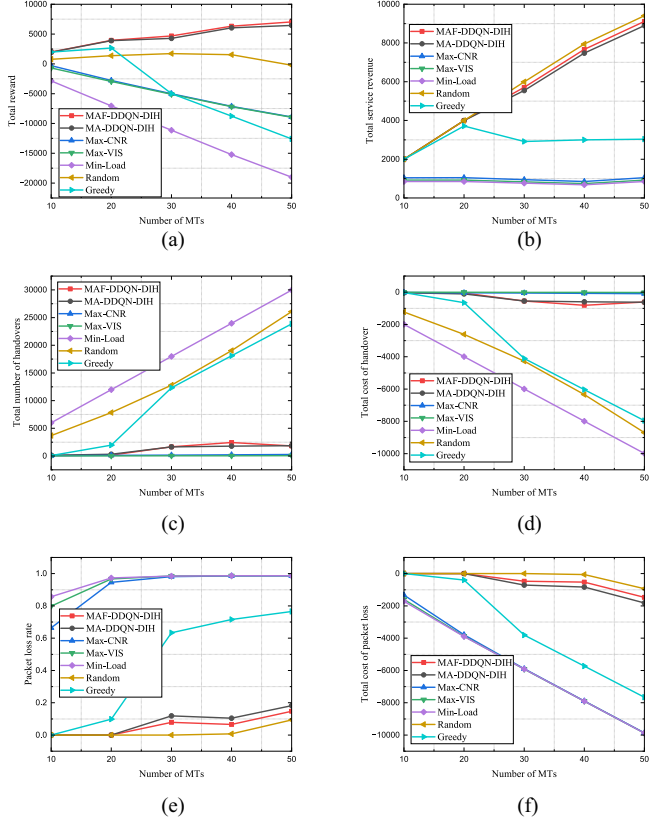 10000
7500
5000
2500
0
−2500
−5000
−7500
−10000
−12500
−15000
−17500
−20000
Total reward
MAF-DDQN-DIH
MA-DDQN-DIH
Max-CNR
Max-VIS
Min-Load
Random
Greedy
10 20 30 40 50
Number of MTs
(a)
10000
8000
6000
4000
2000
0
Total service revenue
MAF-DDQN-DIH
MA-DDQN-DIH
Max-CNR
Max-VIS
Min-Load
Random
Greedy
10 20 30 40 50
Number of MTs
(b)
30000
25000
20000
15000
10000
5000
0
Total number of handovers
MAF-DDQN-DIH
MA-DDQN-DIH
Max-CNR
Max-VIS
Min-Load
Random
Greedy
10 20 30 40 50
Number of MTs
(c)
0
−2000
−4000
−6000
−8000
−10000
Total cost of handover
MAF-DDQN-DIH
MA-DDQN-DIH
Max-CNR
Max-VIS
Min-Load
Random
Greedy
10 20 30 40 50
Number of MTs
(d)
1.0
0.8
0.6
0.4
0.2
0.0
Packet loss rate
MAF-DDQN-DIH
MA-DDQN-DIH
Max-CNR
Max-VIS
Min-Load
Random
Greedy
10 20 30 40 50
Number of MTs
(e)
0
−2000
−4000
−6000
−8000
−10000
Total cost of packet loss
MAF-DDQN-DIH
MA-DDQN-DIH
Max-CNR
Max-VIS
Min-Load
Random
Greedy
10 20 30 40 50
Number of MTs
(f)